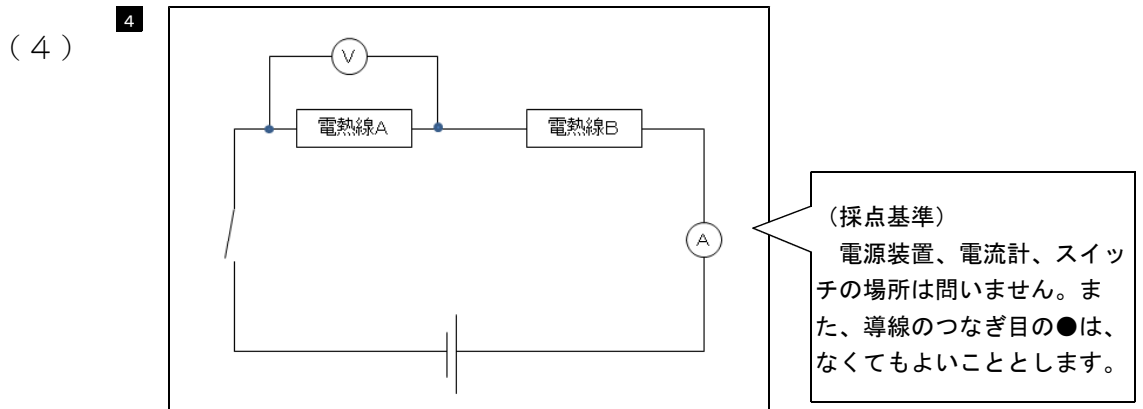 (４)
4
V
電熱線A
電熱線B
A
（採点基準）
電源装置、電流計、スイッ
チの場所は問いません。ま
た、導線のつなぎ目の●は、
なくてもよいこととします。